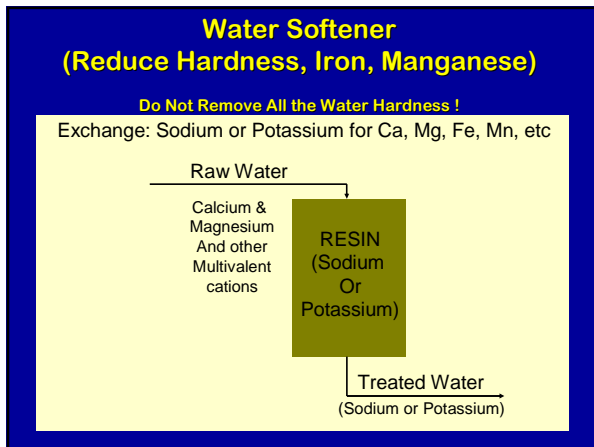 Water Softener
(Reduce Hardness, Iron, Manganese)
Do Not Remove All the Water Hardness !
Exchange: Sodium or Potassium for Ca, Mg, Fe, Mn, etc
Raw Water
Calcium &
Magnesium
And other
Multivalent
cations
RESIN
(Sodium
Or
Potassium)
Treated Water
(Sodium or Potassium)